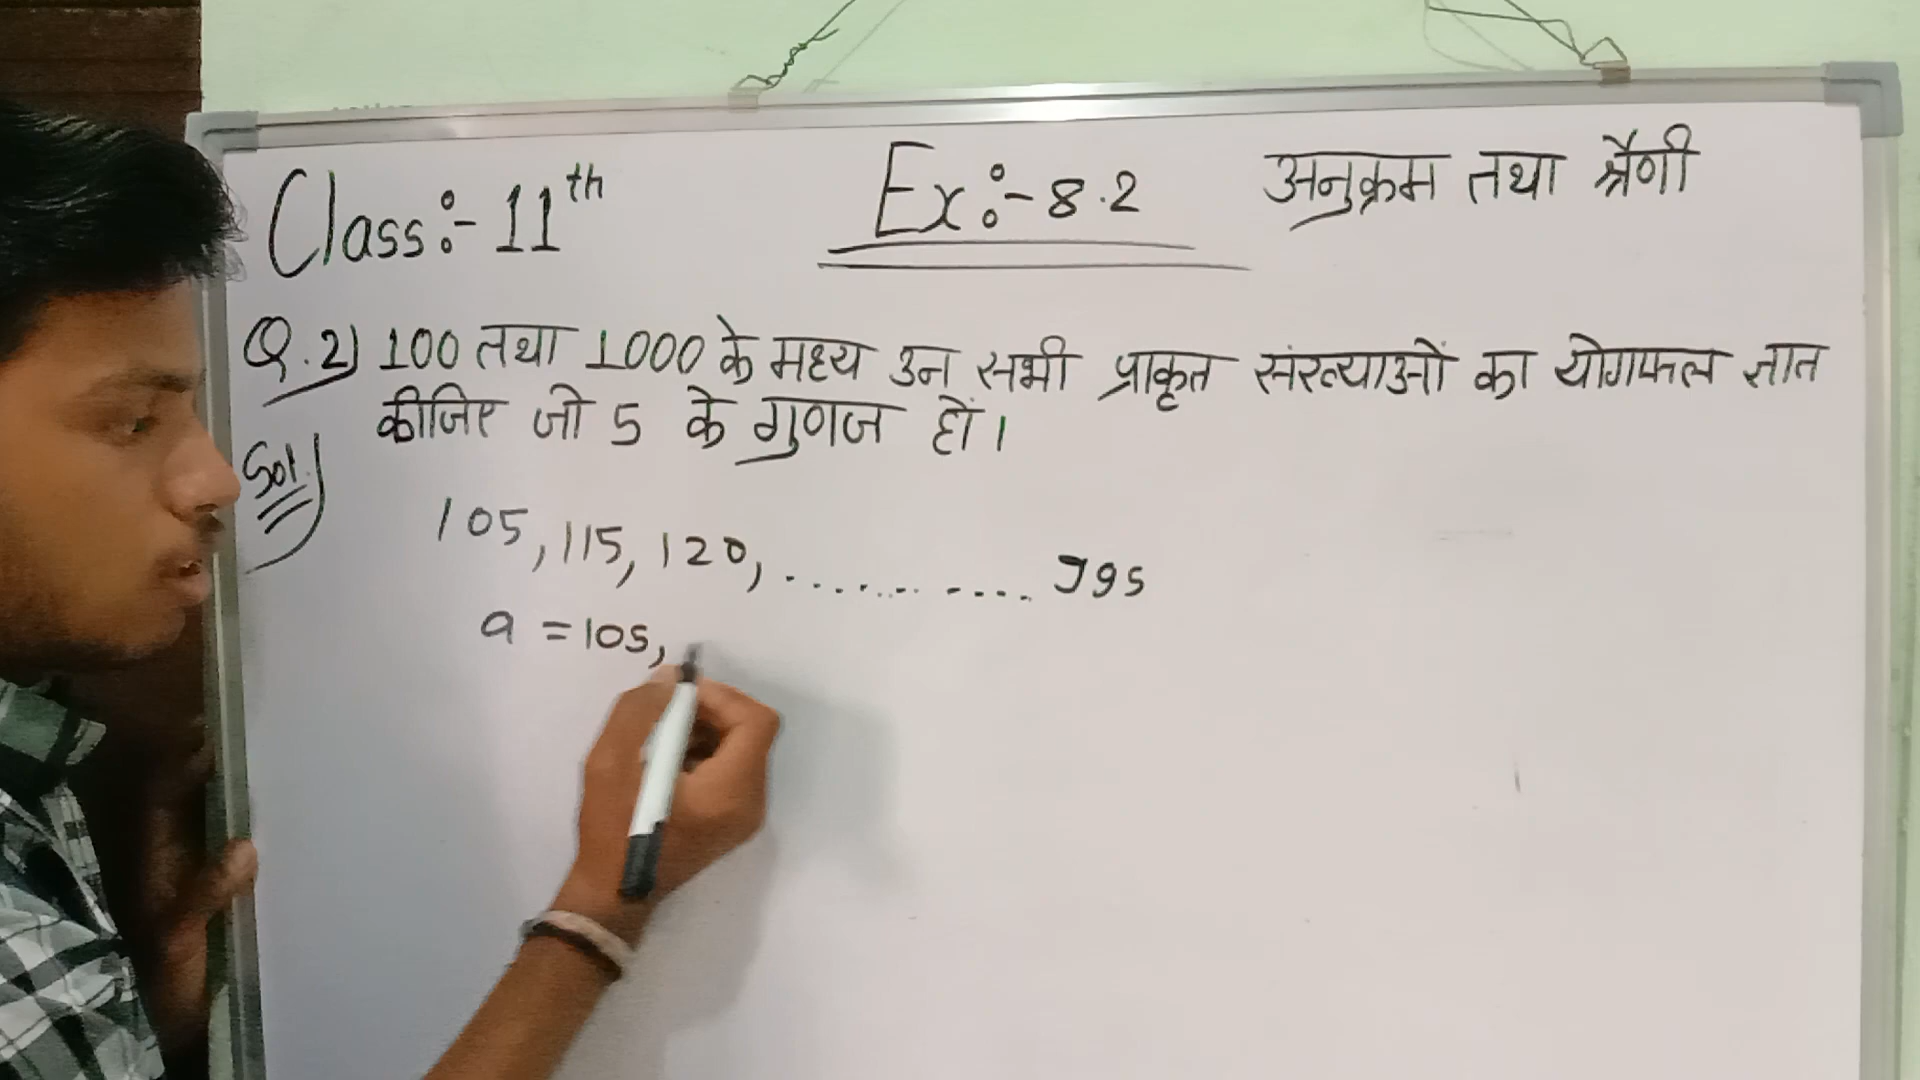 Class:- 11th
Ex:- 8.2
अनुक्रम तथा श्रेणी
Q.2) 100 तथा 1000 के मध्य उन सभी प्राकृत संख्याओं का योगफल ज्ञात
कीजिए जो 5 के गुणज हों।
Sol.)
105, 115, 120, .............. 995
a = 105,